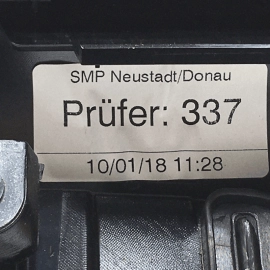 SMP Neustadt/Donau
Prüfer: 337
10/01/18 11:28